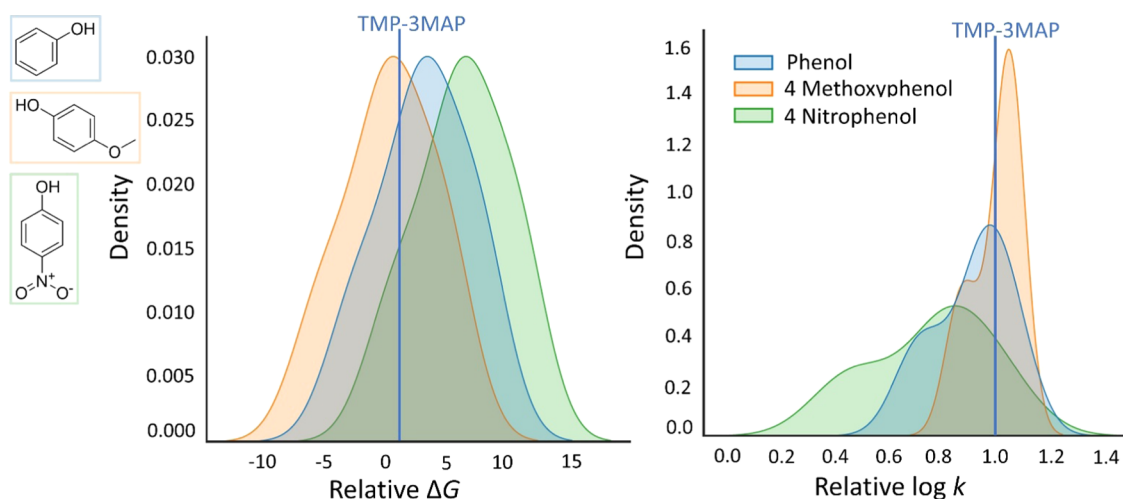 OH
HO
O
OH
N+
O O-
TMP-3MAP
Density
0.030
0.025
0.020
0.015
0.010
0.005
0.000
-10 -5 0 5 10 15
Relative ΔG
TMP-3MAP
Phenol
4 Methoxyphenol
4 Nitrophenol
Density
1.6
1.4
1.2
1.0
0.8
0.6
0.4
0.2
0.0
0.0 0.2 0.4 0.6 0.8 1.0 1.2 1.4
Relative log k